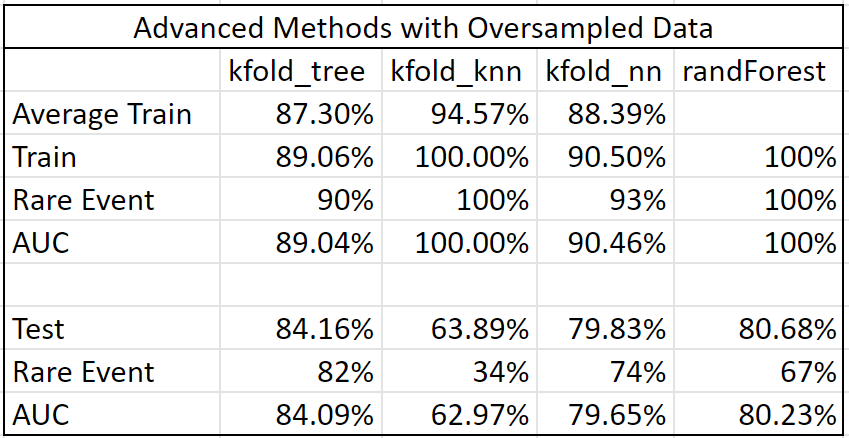 Advanced Methods with Oversampled Data
kfold_tree kfold_knn kfold_nn randForest
Average Train 87.30% 94.57% 88.39%
Train 89.06% 100.00% 90.50% 100%
Rare Event 90% 100% 93% 100%
AUC 89.04% 100.00% 90.46% 100%
Test 84.16% 63.89% 79.83% 80.68%
Rare Event 82% 34% 74% 67%
AUC 84.09% 62.97% 79.65% 80.23%